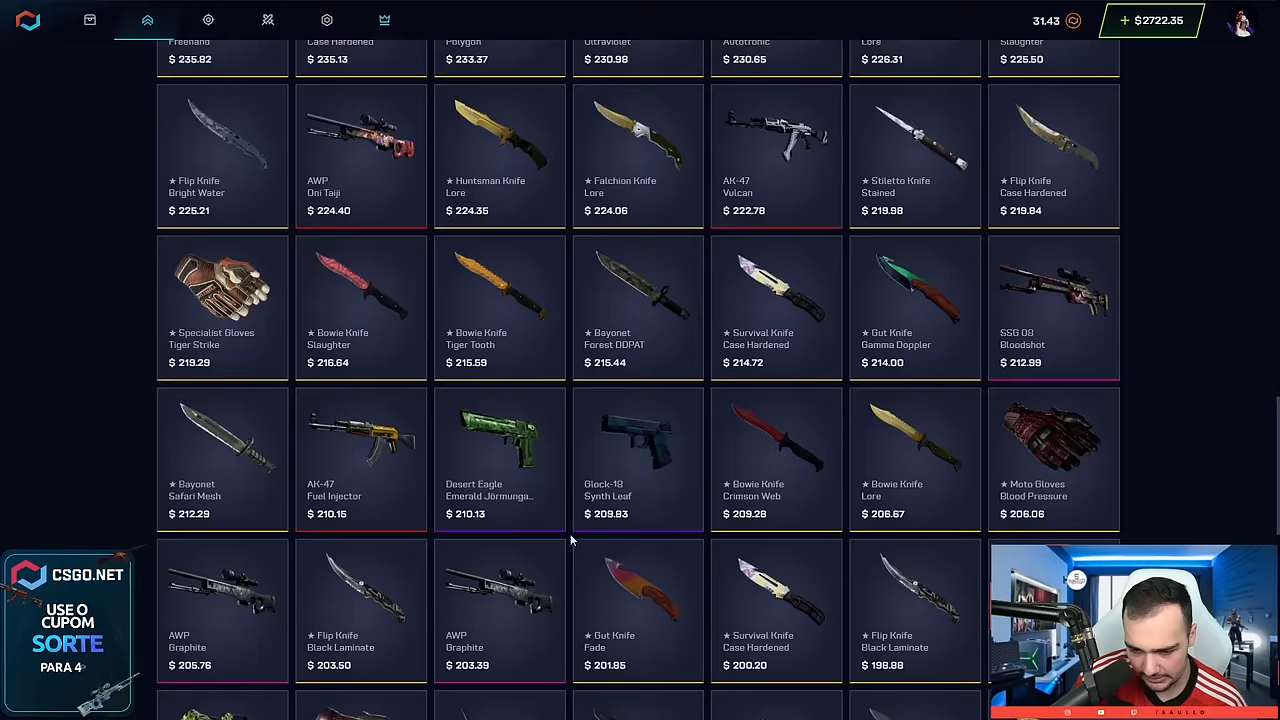 31.43
+ $2722.35
Freehand
$ 235.82
Case Hardened
$ 235.13
Polygon
$ 233.37
Ultraviolet
$ 230.98
Autotronic
$ 230.65
Lore
$ 226.31
Slaughter
$ 225.50
★ Flip Knife
Bright Water
$ 225.21
AWP
Oni Taiji
$ 224.40
★ Huntsman Knife
Lore
$ 224.35
★ Falchion Knife
Lore
$ 224.06
AK-47
Vulcan
$ 222.78
★ Stiletto Knife
Stained
$ 219.98
★ Flip Knife
Case Hardened
$ 219.84
★ Specialist Gloves
Tiger Strike
$ 219.29
★ Bowie Knife
Slaughter
$ 216.64
★ Bowie Knife
Tiger Tooth
$ 215.59
★ Bayonet
Forest DDPAT
$ 215.44
★ Survival Knife
Case Hardened
$ 214.72
★ Gut Knife
Gamma Doppler
$ 214.00
SSG 08
Bloodshot
$ 212.99
★ Bayonet
Safari Mesh
$ 212.29
AK-47
Fuel Injector
$ 210.15
Desert Eagle
Emerald Jörmunga...
$ 210.13
Glock-18
Synth Leaf
$ 209.83
★ Bowie Knife
Crimson Web
$ 209.28
★ Bowie Knife
Lore
$ 206.67
★ Moto Gloves
Blood Pressure
$ 206.06
AWP
Graphite
$ 205.76
★ Flip Knife
Black Laminate
$ 203.50
AWP
Graphite
$ 203.39
★ Gut Knife
Fade
$ 201.85
★ Survival Knife
Case Hardened
$ 200.20
★ Flip Knife
Black Laminate
$ 198.88
CSGO.NET
USE O
CUPOM
SORTE
PARA 4
ISAULLO